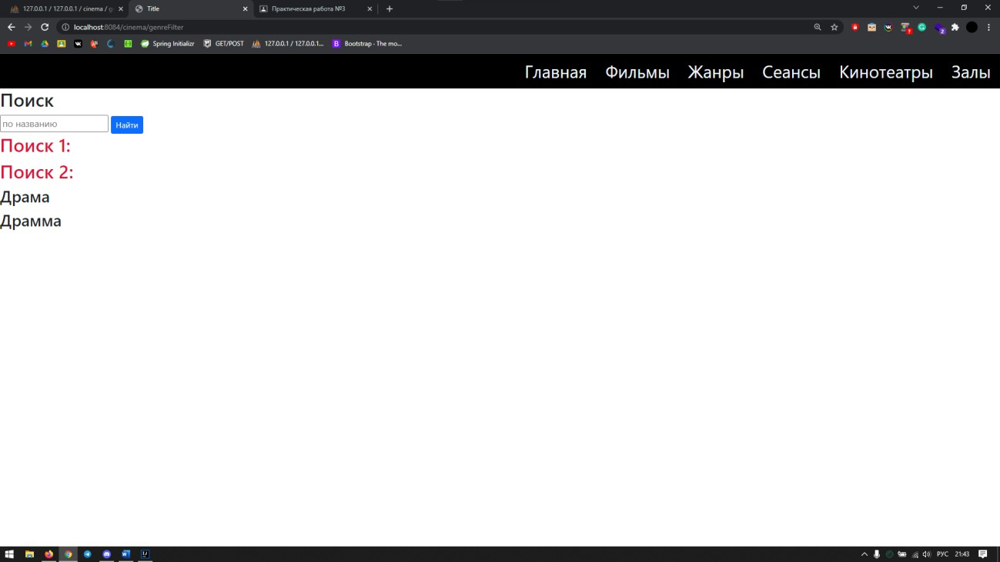 127.0.0.1 / 127.0.0.1 / cinema / g
Title
Практическая работа №3
localhost:8084/cinema/genreFilter
Spring Initializr
GET/POST
127.0.0.1 / 127.0.0.1...
Bootstrap - The mo...
Главная Фильмы Жанры Сеансы Кинотеатры Залы
Поиск
по названию Найти
Поиск 1:
Поиск 2:
Драма
Драмма
РУС 21:43